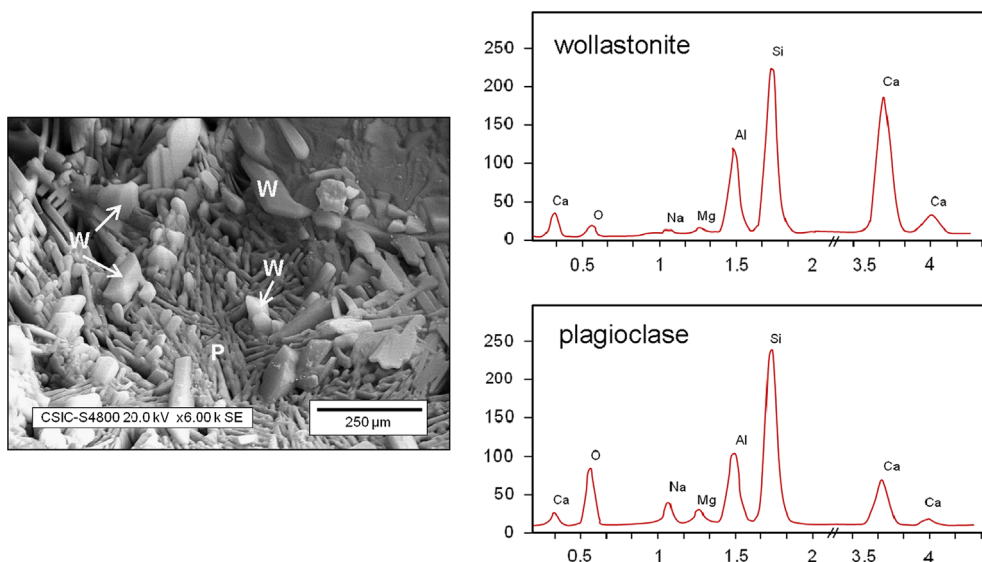 W
W
W
P
CSIC-S4800 20.0 kV x6.00 k SE
250 µm
wollastonite
250
200
150
100
50
0
Ca
O
Na
Mg
Al
Si
Ca
Ca
0.5
1
1.5
2
3.5
4
plagioclase
250
200
150
100
50
0
Ca
O
Na
Mg
Al
Si
Ca
Ca
0.5
1
1.5
2
3.5
4